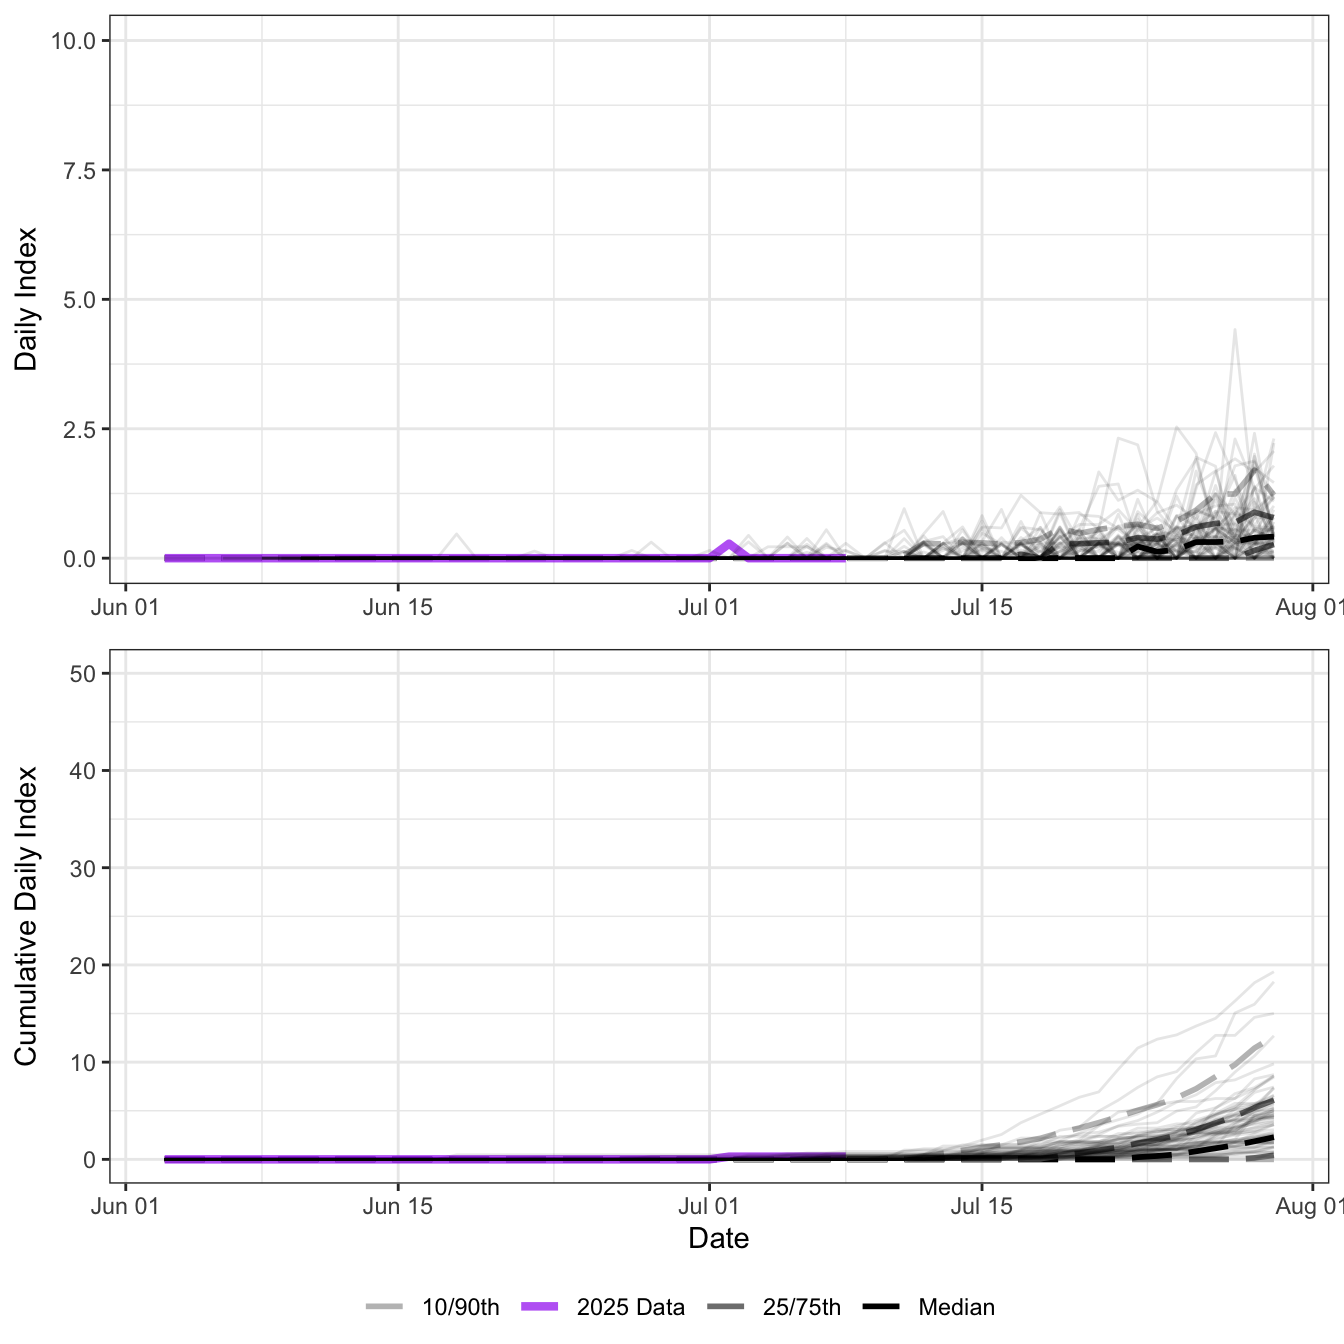 Daily Index
10.0
7.5
5.0
2.5
0.0
Jun 01 Jun 15 Jul 01 Jul 15 Aug 01
Cumulative Daily Index
50
40
30
20
10
0
Jun 01 Jun 15 Jul 01 Jul 15 Aug 01
Date
10/90th 2025 Data 25/75th Median